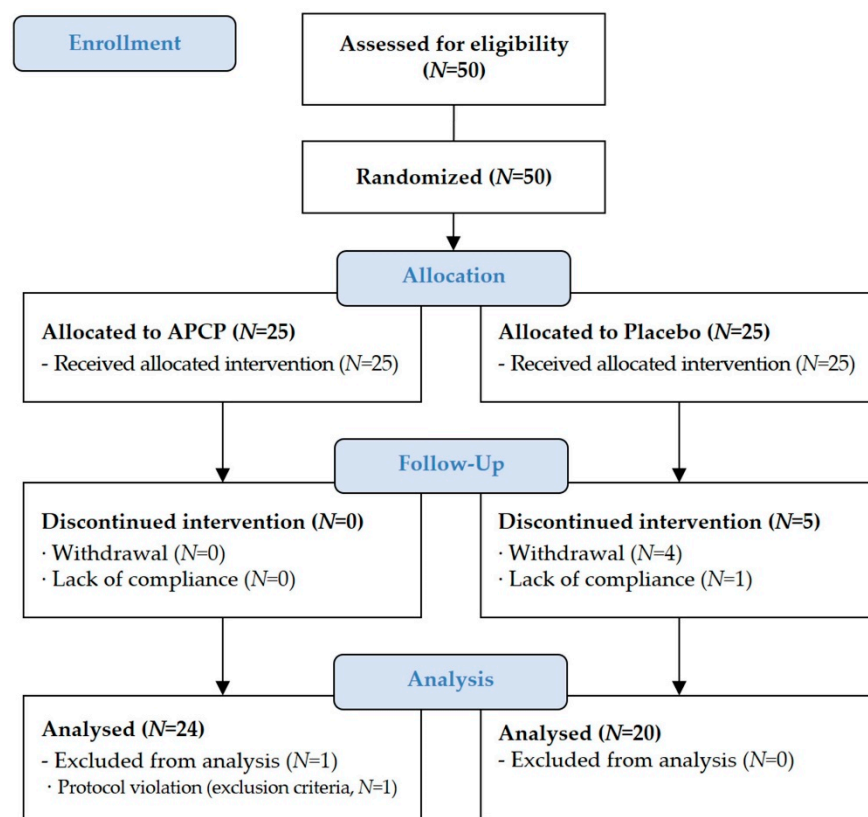 Enrollment
Assessed for eligibility
(N=50)
Randomized (N=50)
Allocation
Allocated to APCP (N=25)
- Received allocated intervention (N=25)
Allocated to Placebo (N=25)
- Received allocated intervention (N=25)
Follow-Up
Discontinued intervention (N=0)
· Withdrawal (N=0)
· Lack of compliance (N=0)
Discontinued intervention (N=5)
· Withdrawal (N=4)
· Lack of compliance (N=1)
Analysis
Analysed (N=24)
- Excluded from analysis (N=1)
· Protocol violation (exclusion criteria, N=1)
Analysed (N=20)
- Excluded from analysis (N=0)